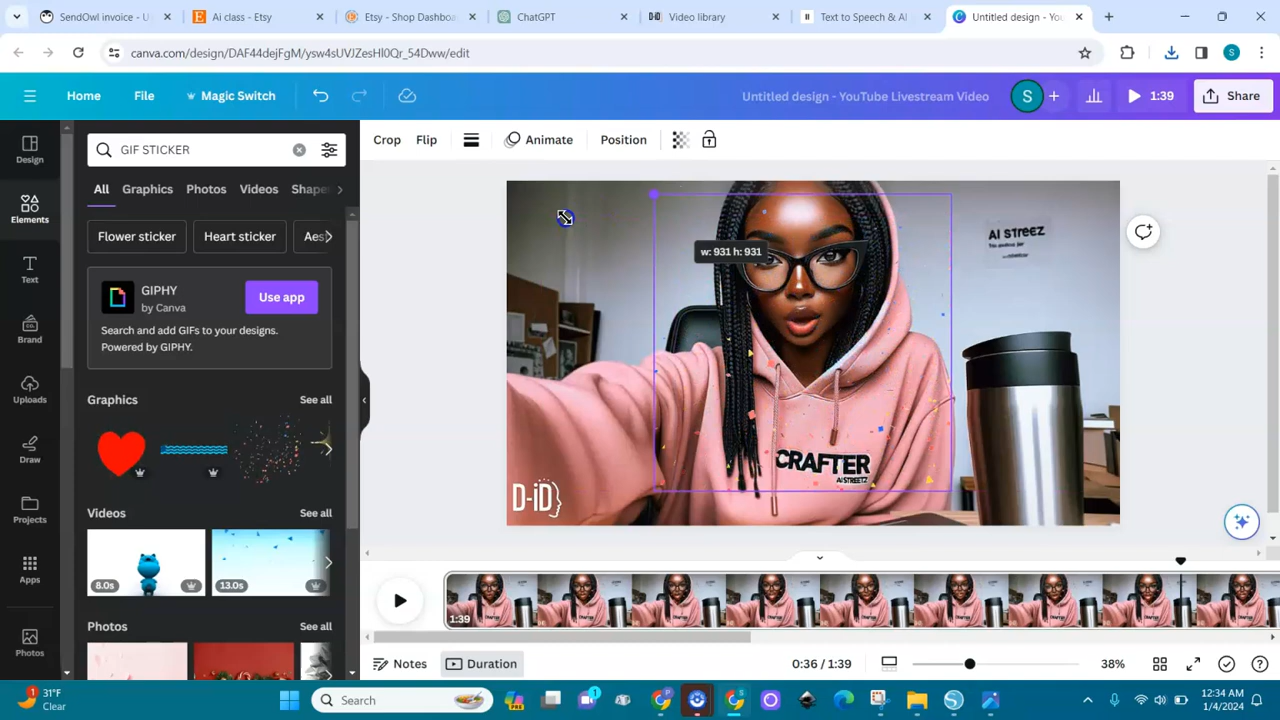 SendOwl invoice - U
Ai class - Etsy
Etsy - Shop Dashboa
ChatGPT
D-iD
Video library
Text to Speech & AI
Untitled design - You
canva.com/design/DAF44dejFgM/ysw4sUVJZesHl0Qr_54Dww/edit
S
Home
File
Magic Switch
Untitled design - YouTube Livestream Video
S
1:39
Share
Design
Elements
Text
Brand
Uploads
Draw
Projects
Apps
Photos
GIF STICKER
All
Graphics
Photos
Videos
Shape
Flower sticker
Heart sticker
Aes
GIPHY
by Canva
Use app
Search and add GIFs to your designs.
Powered by GIPHY.
Graphics
See all
Videos
See all
8.0s
13.0s
Photos
See all
Crop
Flip
Animate
Position
w: 931 h: 931
AI STREEZ
CRAFTER
AI STREETZ
D-iD
1:39
Notes
Duration
0:36 / 1:39
38%
1
31°F
Clear
Search
1
12:34 AM
1/4/2024